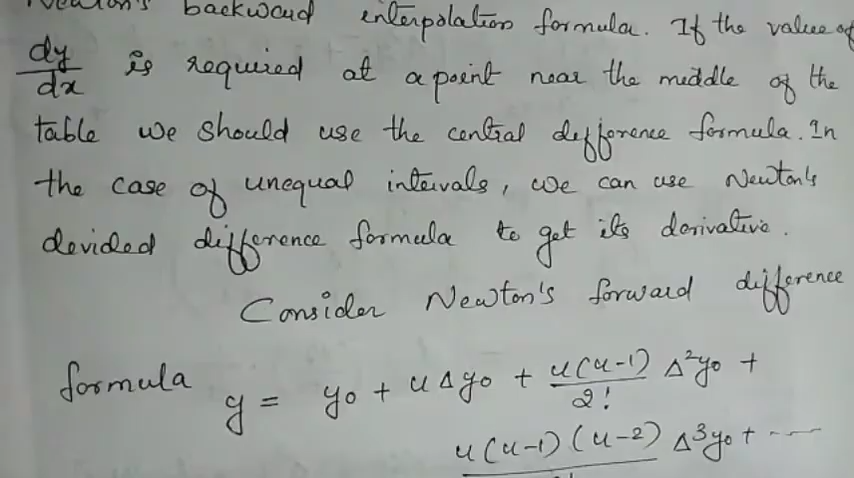 Newton's backward interpolation formula. If the value of
dy/dx is required at a point near the middle of the
table we should use the central difference formula. In
the case of unequal intervals, we can use Newton's
devided difference formula to get its derivative.
Consider Newton's forward difference
formula y = y₀ + uΔy₀ + u(u-1)/2! Δ²y₀ +
u(u-1)(u-2) Δ³y₀ + ----